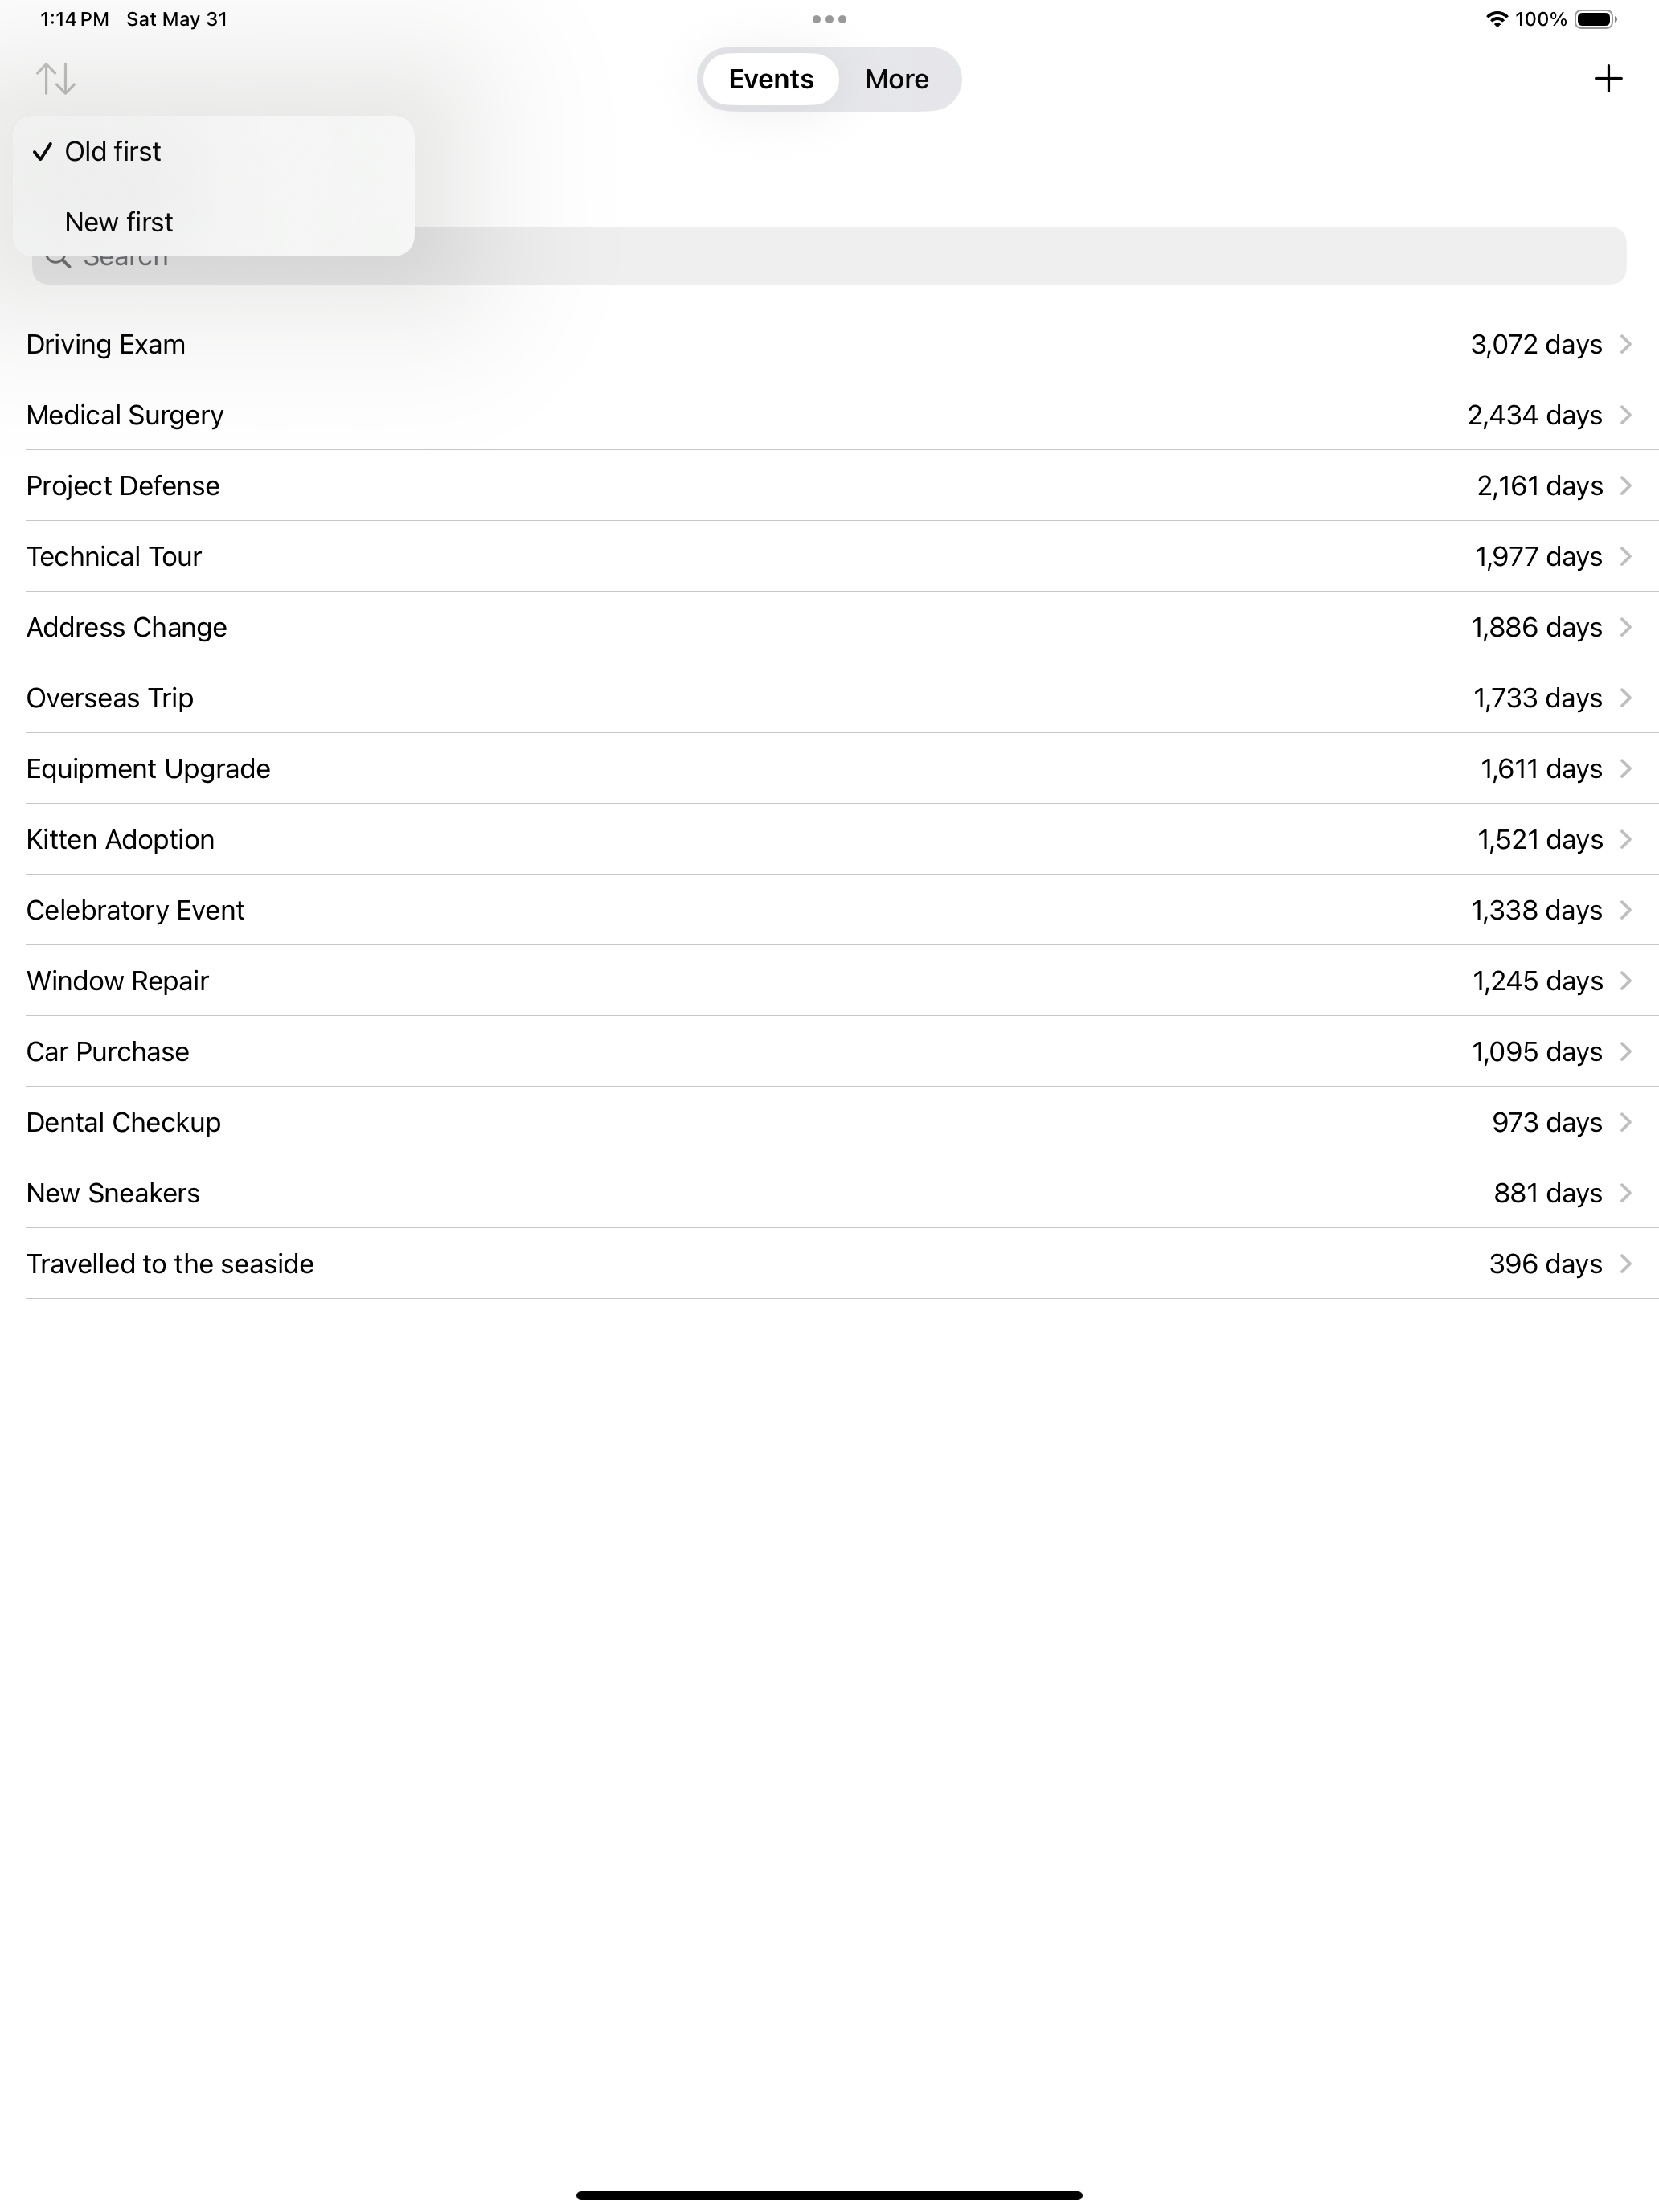 1:14 PM Sat May 31
100%
Events More
Old first
New first
Search
Driving Exam 3,072 days
Medical Surgery 2,434 days
Project Defense 2,161 days
Technical Tour 1,977 days
Address Change 1,886 days
Overseas Trip 1,733 days
Equipment Upgrade 1,611 days
Kitten Adoption 1,521 days
Celebratory Event 1,338 days
Window Repair 1,245 days
Car Purchase 1,095 days
Dental Checkup 973 days
New Sneakers 881 days
Travelled to the seaside 396 days